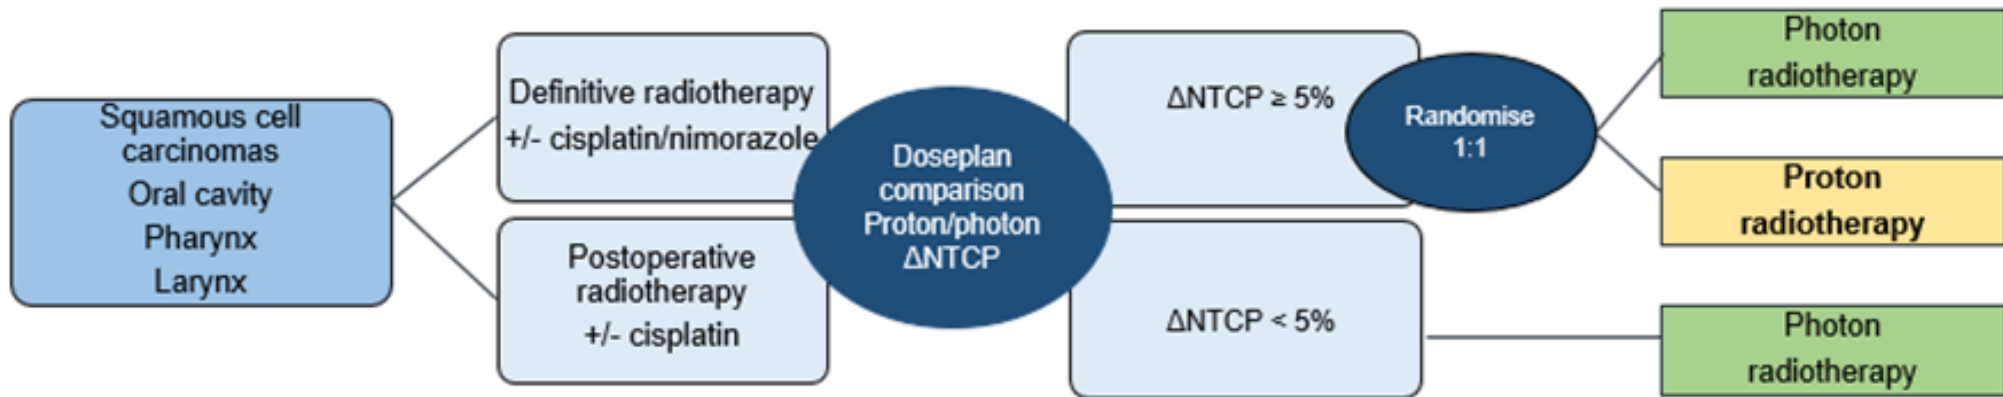 Squamous cell
carcinomas
Oral cavity
Pharynx
Larynx
Definitive radiotherapy
+/- cisplatin/nimorazole
Postoperative
radiotherapy
+/- cisplatin
Doseplan
comparison
Proton/photon
ΔNTCP
ΔNTCP ≥ 5%
ΔNTCP < 5%
Randomise
1:1
Photon
radiotherapy
Proton
radiotherapy
Photon
radiotherapy